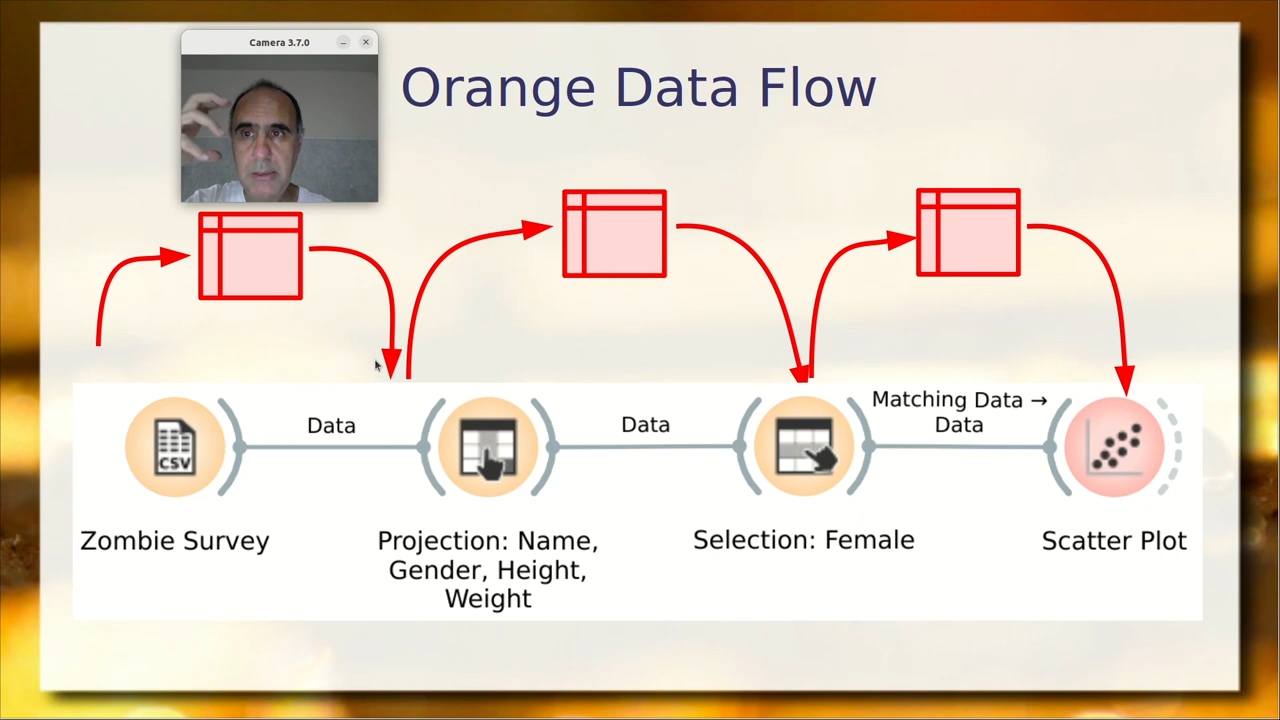 Camera 3.7.0
Orange Data Flow
Data
Data
Matching Data →
Data
CSV
Zombie Survey
Projection: Name,
Gender, Height,
Weight
Selection: Female
Scatter Plot